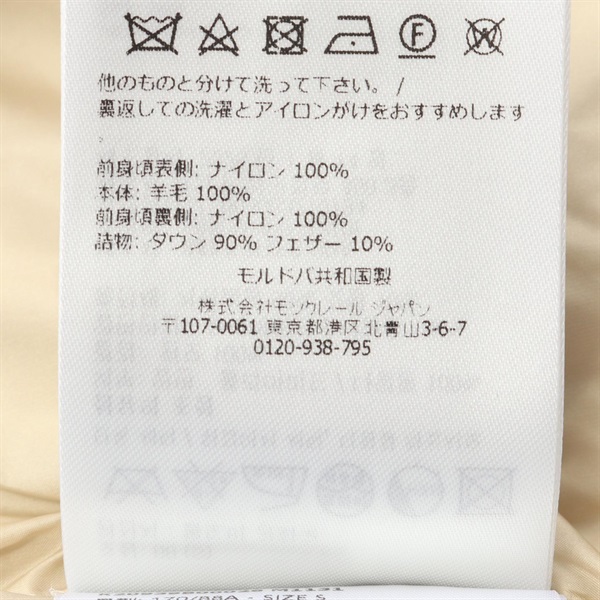 他のものと分けて洗って下さい。 /
裏返しての洗濯とアイロンがけをおすすめします
。
前身頃表側: ナイロン 100%
本体: 羊毛 100%
前身頃裏側: ナイロン 100%
詰物: ダウン 90% フェザー 10%
モルドバ共和国製
株式会社モンクレール ジャパン
〒107-0061 東京都港区北青山3-6-7
0120-938-795
170/88A - SIZE S